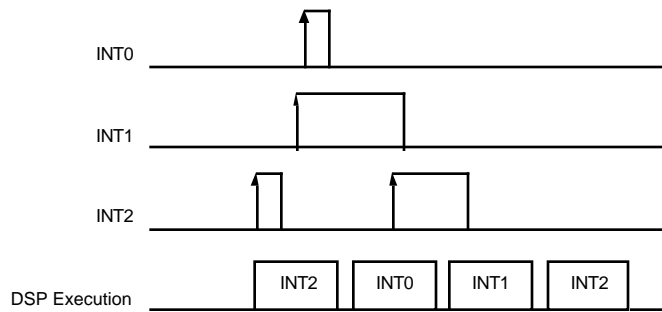 INT0
INT1
INT2
INT2 INT0 INT1 INT2
DSP Execution